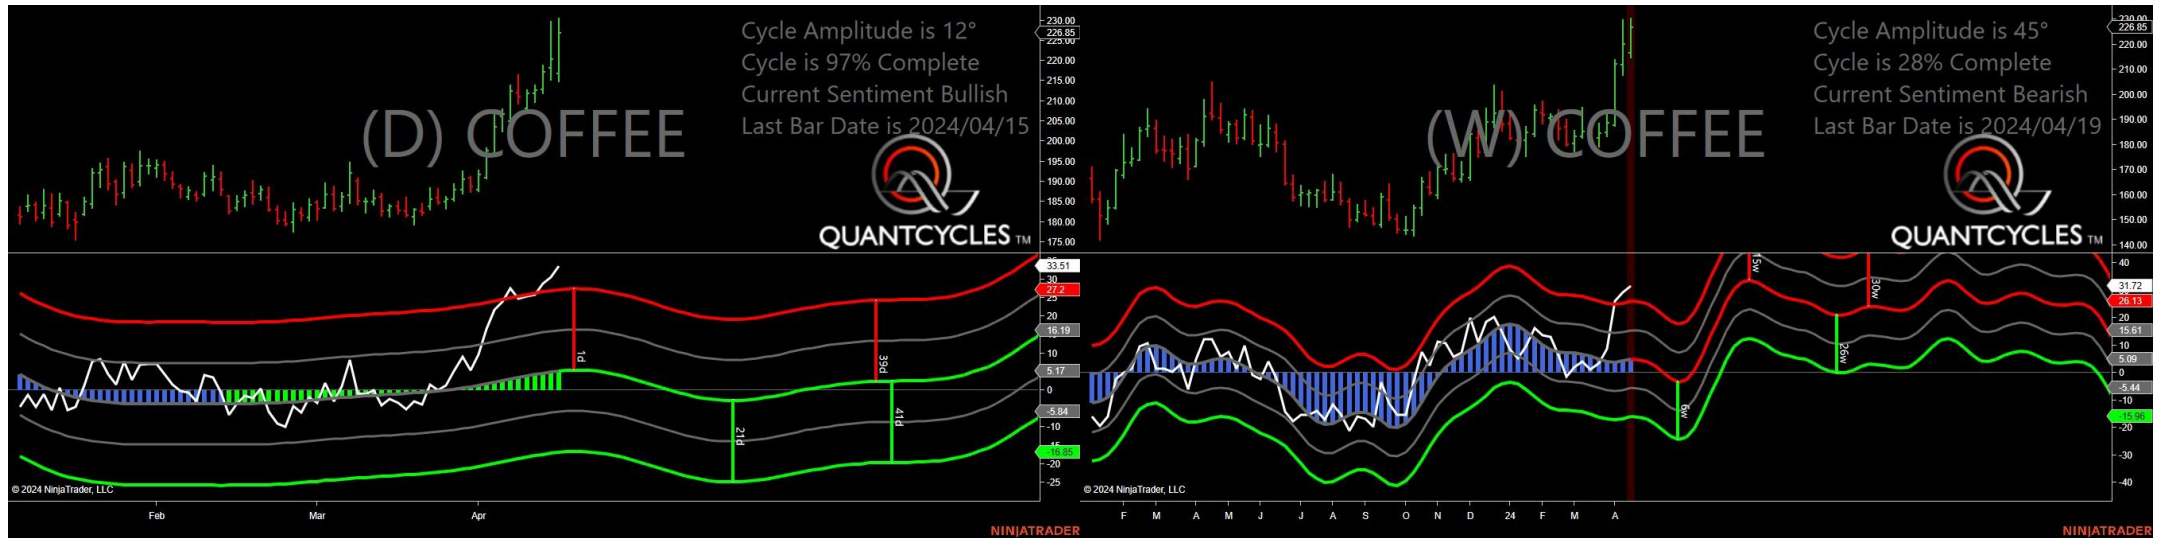 Cycle Amplitude is 12°
Cycle is 97% Complete
Current Sentiment Bullish
Last Bar Date is 2024/04/15
(D) COFFEE
QUANTCYCLES TM
230.00
226.85
225.00
220.00
215.00
210.00
205.00
200.00
195.00
190.00
185.00
180.00
175.00
35
33.51
30
27.2
25
20
16.19
10
5.17
0
-5.84
-10
-16.85
-20
-25
1d
21d
39d
41d
© 2024 NinjaTrader, LLC
Feb
Mar
Apr
NINJATRADER
Cycle Amplitude is 45°
Cycle is 28% Complete
Current Sentiment Bearish
Last Bar Date is 2024/04/19
(W) COFFEE
QUANTCYCLES TM
230.00
226.85
220.00
210.00
200.00
190.00
180.00
170.00
160.00
150.00
140.00
40
31.72
26.13
20
15.61
10
5.09
0
-5.44
-10
-15.96
-20
-30
-40
6w
15w
26w
30w
© 2024 NinjaTrader, LLC
F
M
A
M
J
J
A
S
O
N
D
24
F
M
A
NINJATRADER